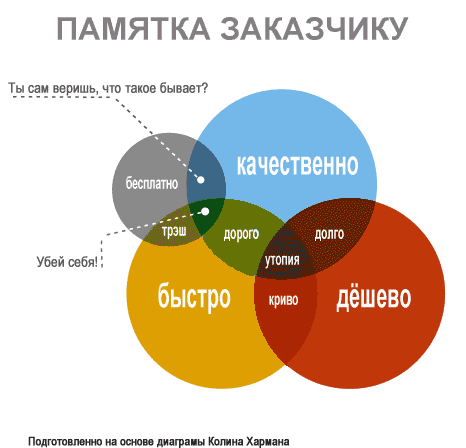 ПАМЯТКА ЗАКАЗЧИКУ
Ты сам веришь, что такое бывает?
качественно
бесплатно
трэш
дорого
долго
утопия
Убей себя!
быстро
криво
дёшево
Подготовленно на основе диаграмы Колина Хармана